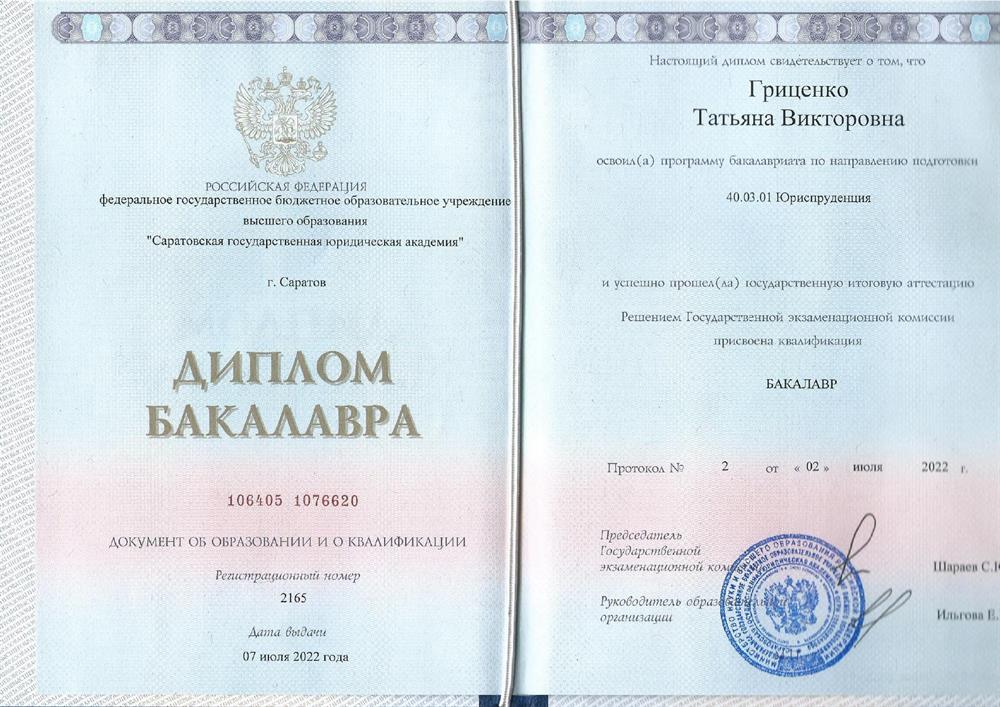 РОССИЙСКАЯ ФЕДЕРАЦИЯ
федеральное государственное бюджетное образовательное учреждение
высшего образования
"Саратовская государственная юридическая академия"
г. Саратов
ДИПЛОМ
БАКАЛАВРА
106405 1076620
ДОКУМЕНТ ОБ ОБРАЗОВАНИИ И О КВАЛИФИКАЦИИ
Регистрационный номер
2165
Дата выдачи
07 июля 2022 года
Настоящий диплом свидетельствует о том, что
Гриценко
Татьяна Викторовна
освоил(а) программу бакалавриата по направлению подготовки
40.03.01 Юриспруденция
и успешно прошел(ла) государственную итоговую аттестацию
Решением Государственной экзаменационной комиссии
присвоена квалификация
БАКАЛАВР
Протокол № 2 от « 02 » июля 2022 г.
Председатель
Государственной
экзаменационной
Шараев С.
Руководитель
организации
Ильгова Е.